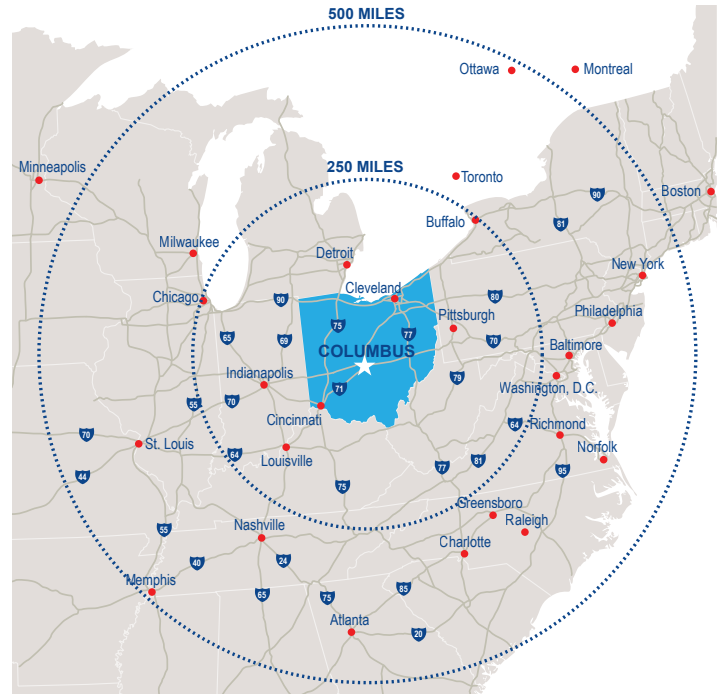 500 MILES
Ottawa
Montreal
Minneapolis
250 MILES
Toronto
Boston
90
Buffalo
81
Milwaukee
Detroit
New York
Cleveland
Chicago
90
80
Philadelphia
Pittsburgh
75
77
65
69
70
Baltimore
COLUMBUS
Indianapolis
79
Washington, D.C.
71
55
70
Cincinnati
64
Richmond
70
St. Louis
Norfolk
64
Louisville
81
77
95
44
75
Greensboro
Raleigh
55
Nashville
Charlotte
40
24
Memphis
65
75
85
Atlanta
20